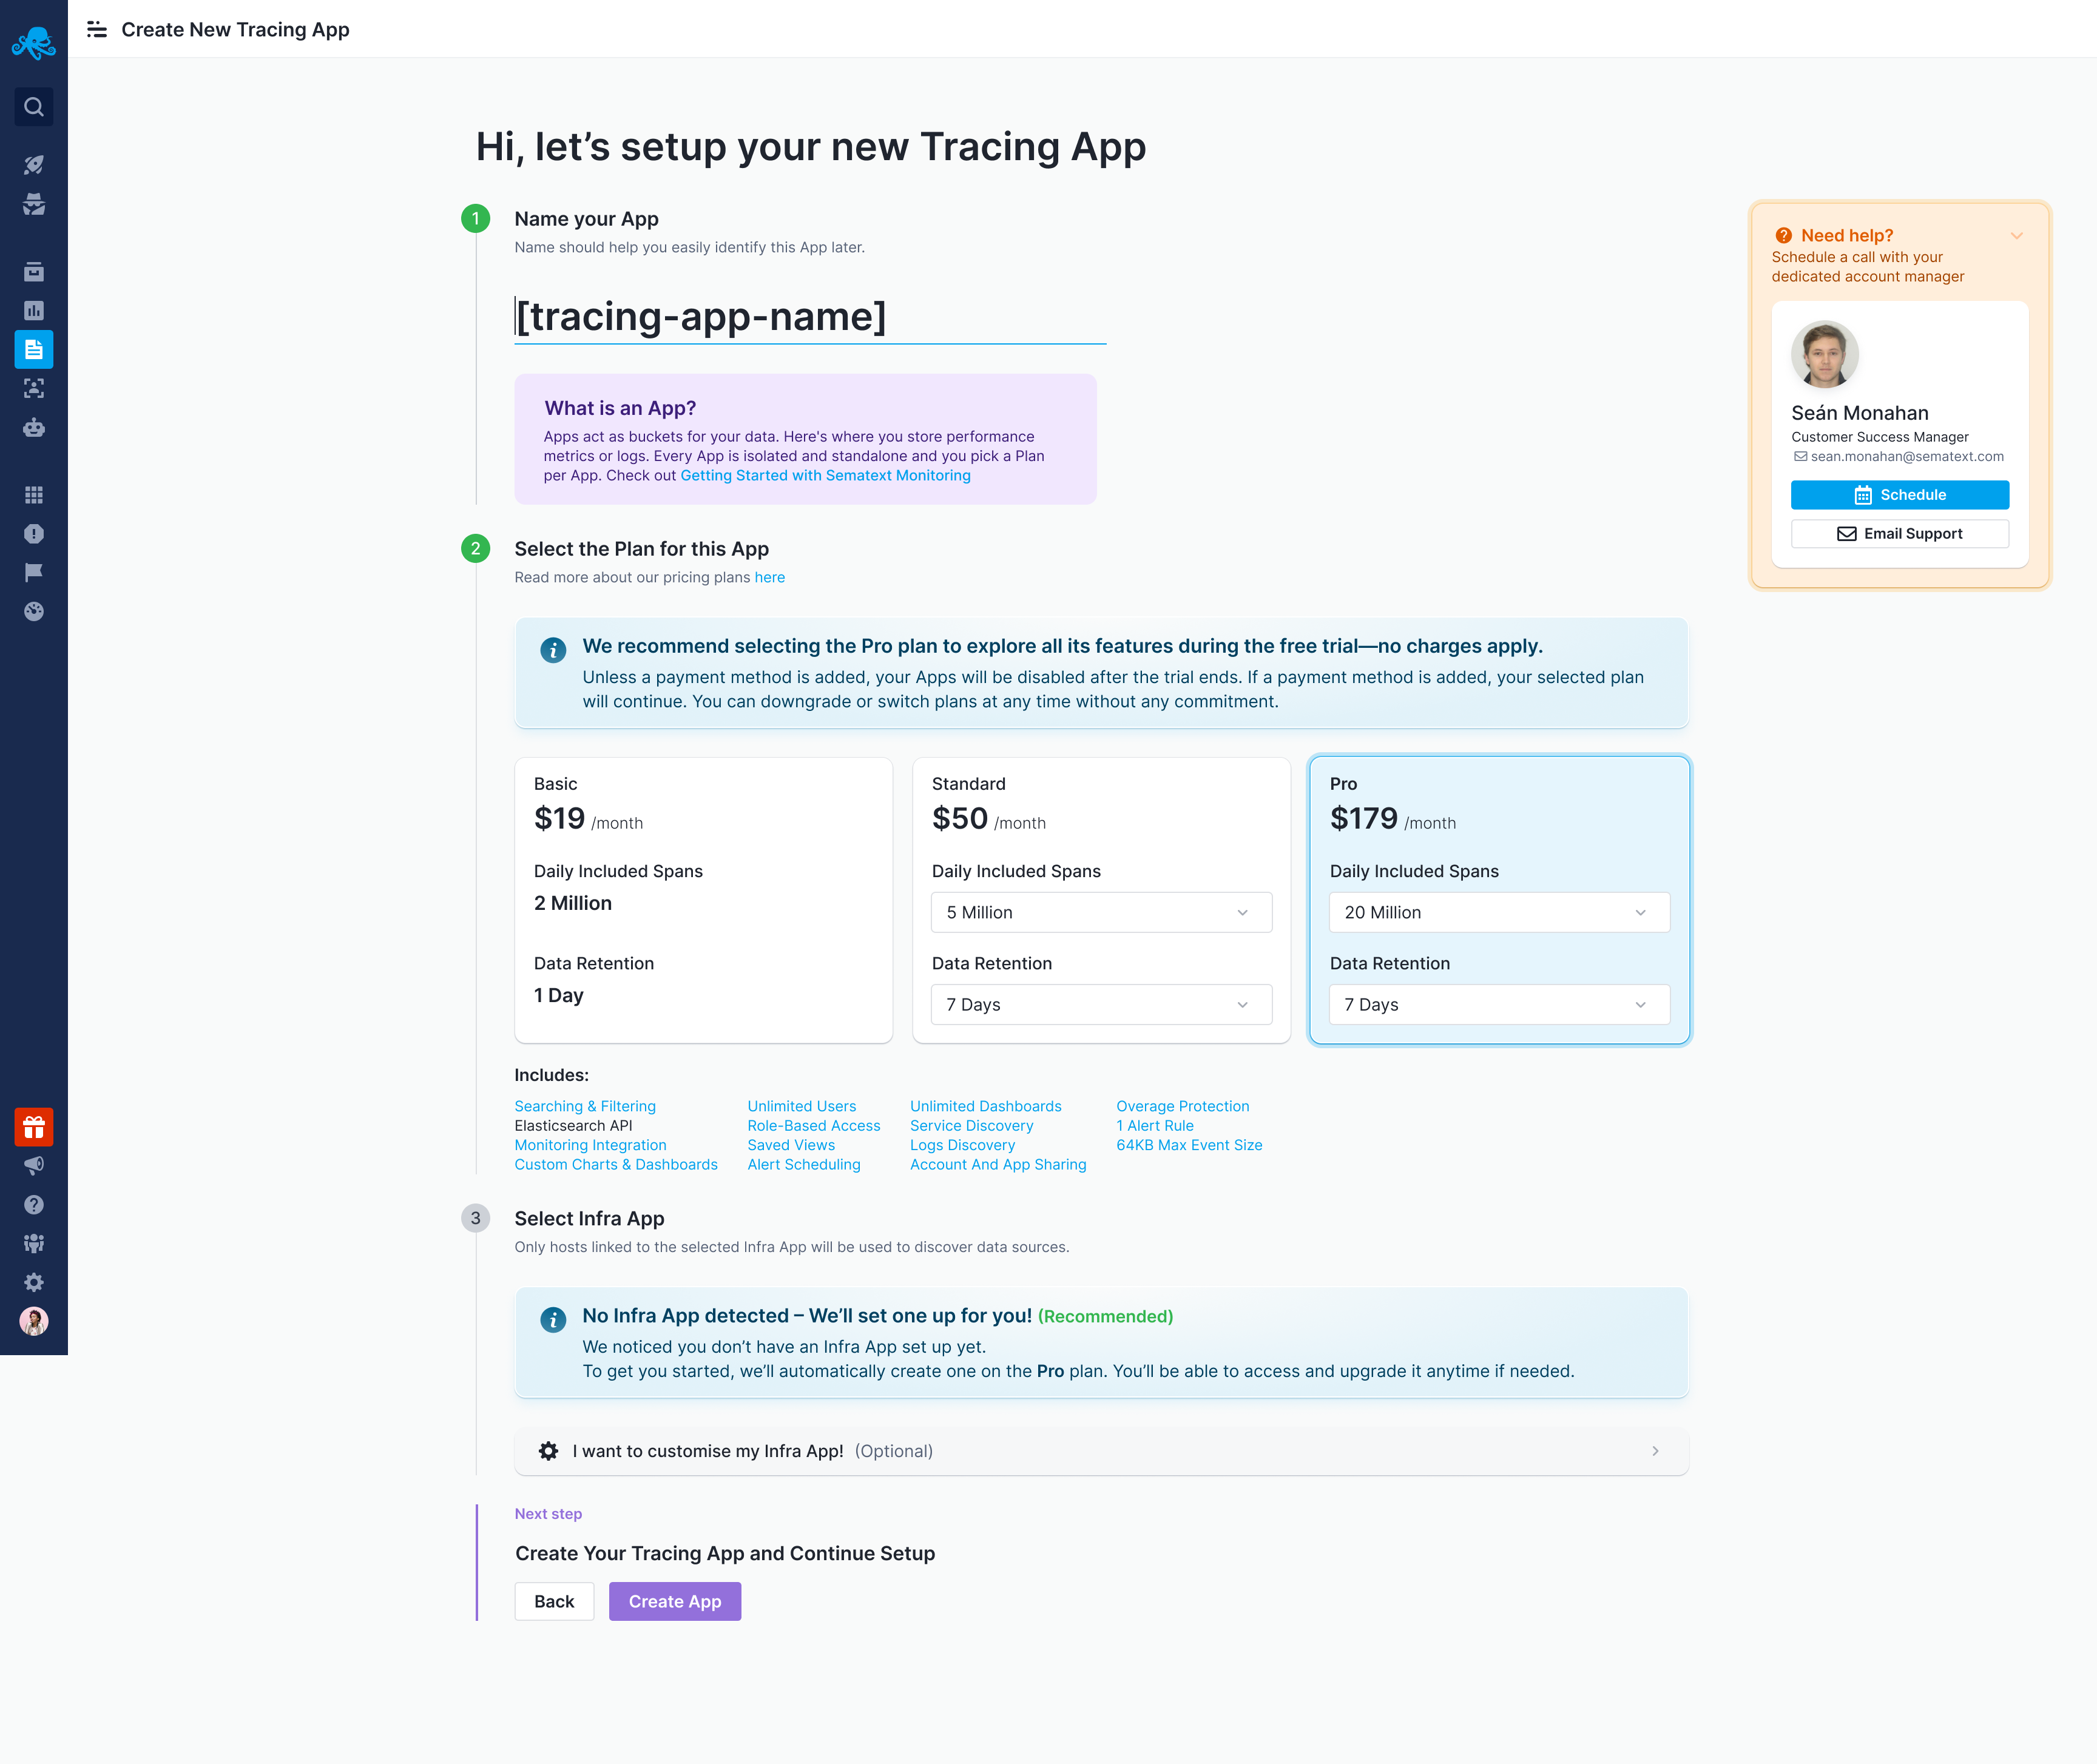 Create New Tracing App
Hi, let’s setup your new Tracing App
1
Name your App
Name should help you easily identify this App later.
[tracing-app-name]
What is an App?
Apps act as buckets for your data. Here's where you store performance
metrics or logs. Every App is isolated and standalone and you pick a Plan
per App. Check out Getting Started with Sematext Monitoring
Need help?
Schedule a call with your
dedicated account manager
Seán Monahan
Customer Success Manager
sean.monahan@sematext.com
Schedule
Email Support
2
Select the Plan for this App
Read more about our pricing plans here
We recommend selecting the Pro plan to explore all its features during the free trial—no charges apply.
Unless a payment method is added, your Apps will be disabled after the trial ends. If a payment method is added, your selected plan
will continue. You can downgrade or switch plans at any time without any commitment.
Basic
$19 /month
Daily Included Spans
2 Million
Data Retention
1 Day
Standard
$50 /month
Daily Included Spans
5 Million
Data Retention
7 Days
Pro
$179 /month
Daily Included Spans
20 Million
Data Retention
7 Days
Includes:
Searching & Filtering
Elasticsearch API
Monitoring Integration
Custom Charts & Dashboards
Unlimited Users
Role-Based Access
Saved Views
Alert Scheduling
Unlimited Dashboards
Service Discovery
Logs Discovery
Account And App Sharing
Overage Protection
1 Alert Rule
64KB Max Event Size
3
Select Infra App
Only hosts linked to the selected Infra App will be used to discover data sources.
No Infra App detected – We’ll set one up for you! (Recommended)
We noticed you don’t have an Infra App set up yet.
To get you started, we’ll automatically create one on the Pro plan. You’ll be able to access and upgrade it anytime if needed.
I want to customise my Infra App! (Optional)
Next step
Create Your Tracing App and Continue Setup
Back
Create App